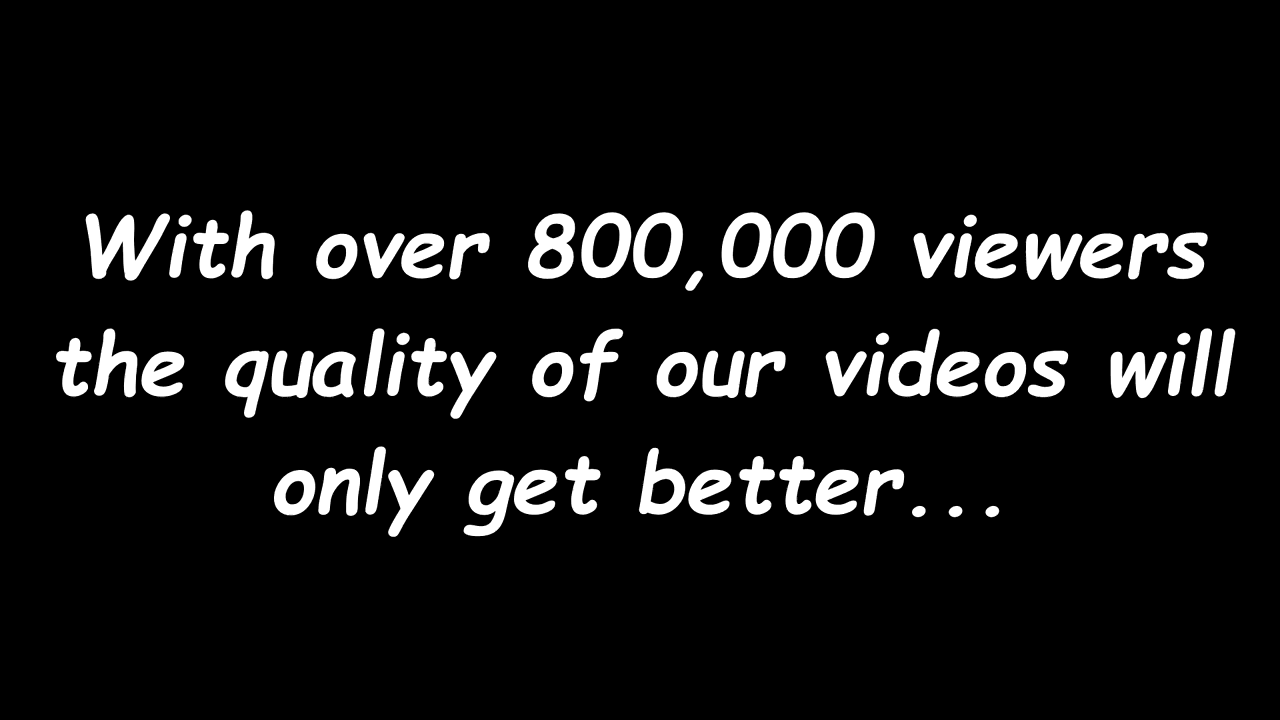 With over 800,000 viewers
the quality of our videos will
only get better...